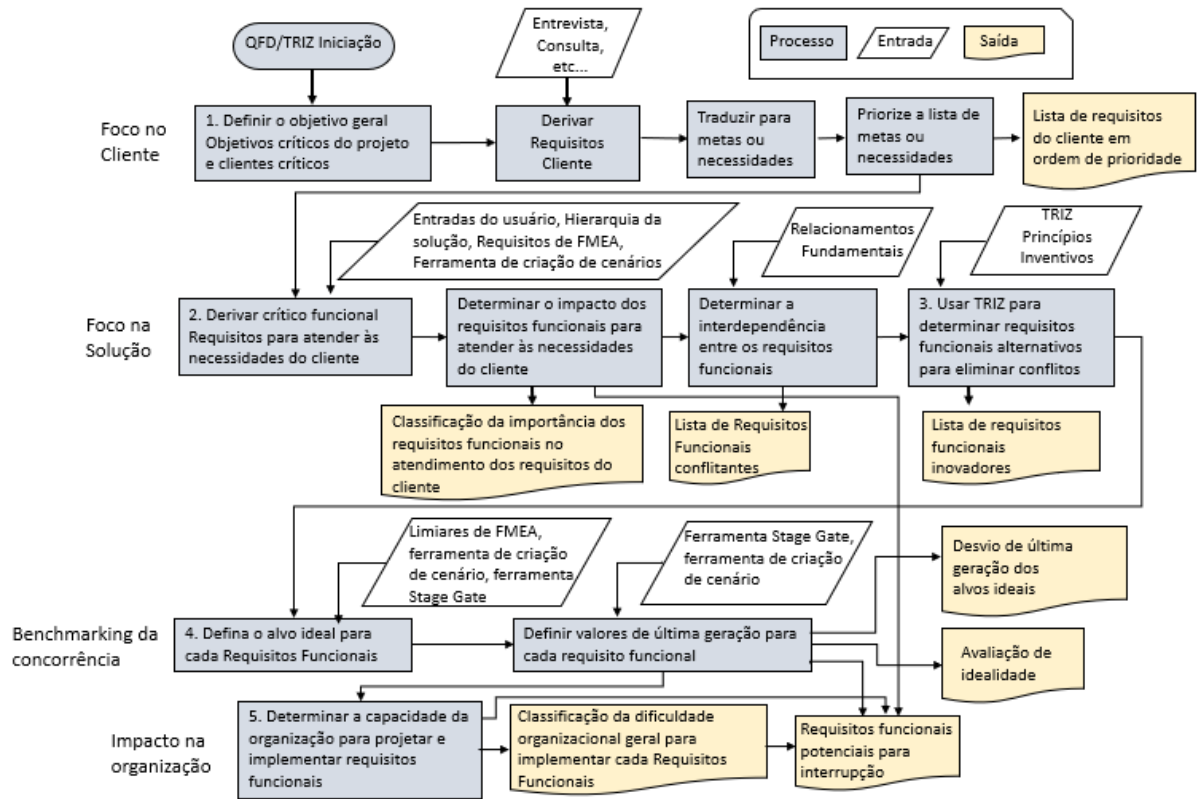 QFD/TRIZ Iniciação
Entrevista,
Consulta,
etc...
Processo
Entrada
Saída
Foco no
Cliente
1. Definir o objetivo geral
Objetivos críticos do projeto
e clientes críticos
Derivar
Requisitos
Cliente
Traduzir para
metas ou
necessidades
Priorize a lista de
metas ou
necessidades
Lista de requisitos
do cliente em
ordem de prioridade
Entradas do usuário, Hierarquia da
solução, Requisitos de FMEA,
Ferramenta de criação de cenários
Relacionamentos
Fundamentais
TRIZ
Princípios
Inventivos
Foco na
Solução
2. Derivar crítico funcional
Requisitos para atender às
necessidades do cliente
Determinar o impacto dos
requisitos funcionais para
atender às necessidades
do cliente
Determinar a
interdependência
entre os requisitos
funcionais
3. Usar TRIZ para
determinar requisitos
funcionais alternativos
para eliminar conflitos
Classificação da importância dos
requisitos funcionais no
atendimento dos requisitos do
cliente
Lista de Requisitos
Funcionais
conflitantes
Lista de requisitos
funcionais
inovadores
Limiares de FMEA,
ferramenta de criação
de cenário, ferramenta
Stage Gate
Ferramenta Stage Gate,
ferramenta de criação
de cenário
Desvio de última
geração dos
alvos ideais
Benchmarking da
concorrência
4. Defina o alvo ideal para
cada Requisitos Funcionais
Definir valores de última geração para
cada requisito funcional
Avaliação de
idealidade
Impacto na
organização
5. Determinar a capacidade da
organização para projetar e
implementar requisitos
funcionais
Classificação da dificuldade
organizacional geral para
implementar cada Requisitos
Funcionais
Requisitos funcionais
potenciais para
interrupção